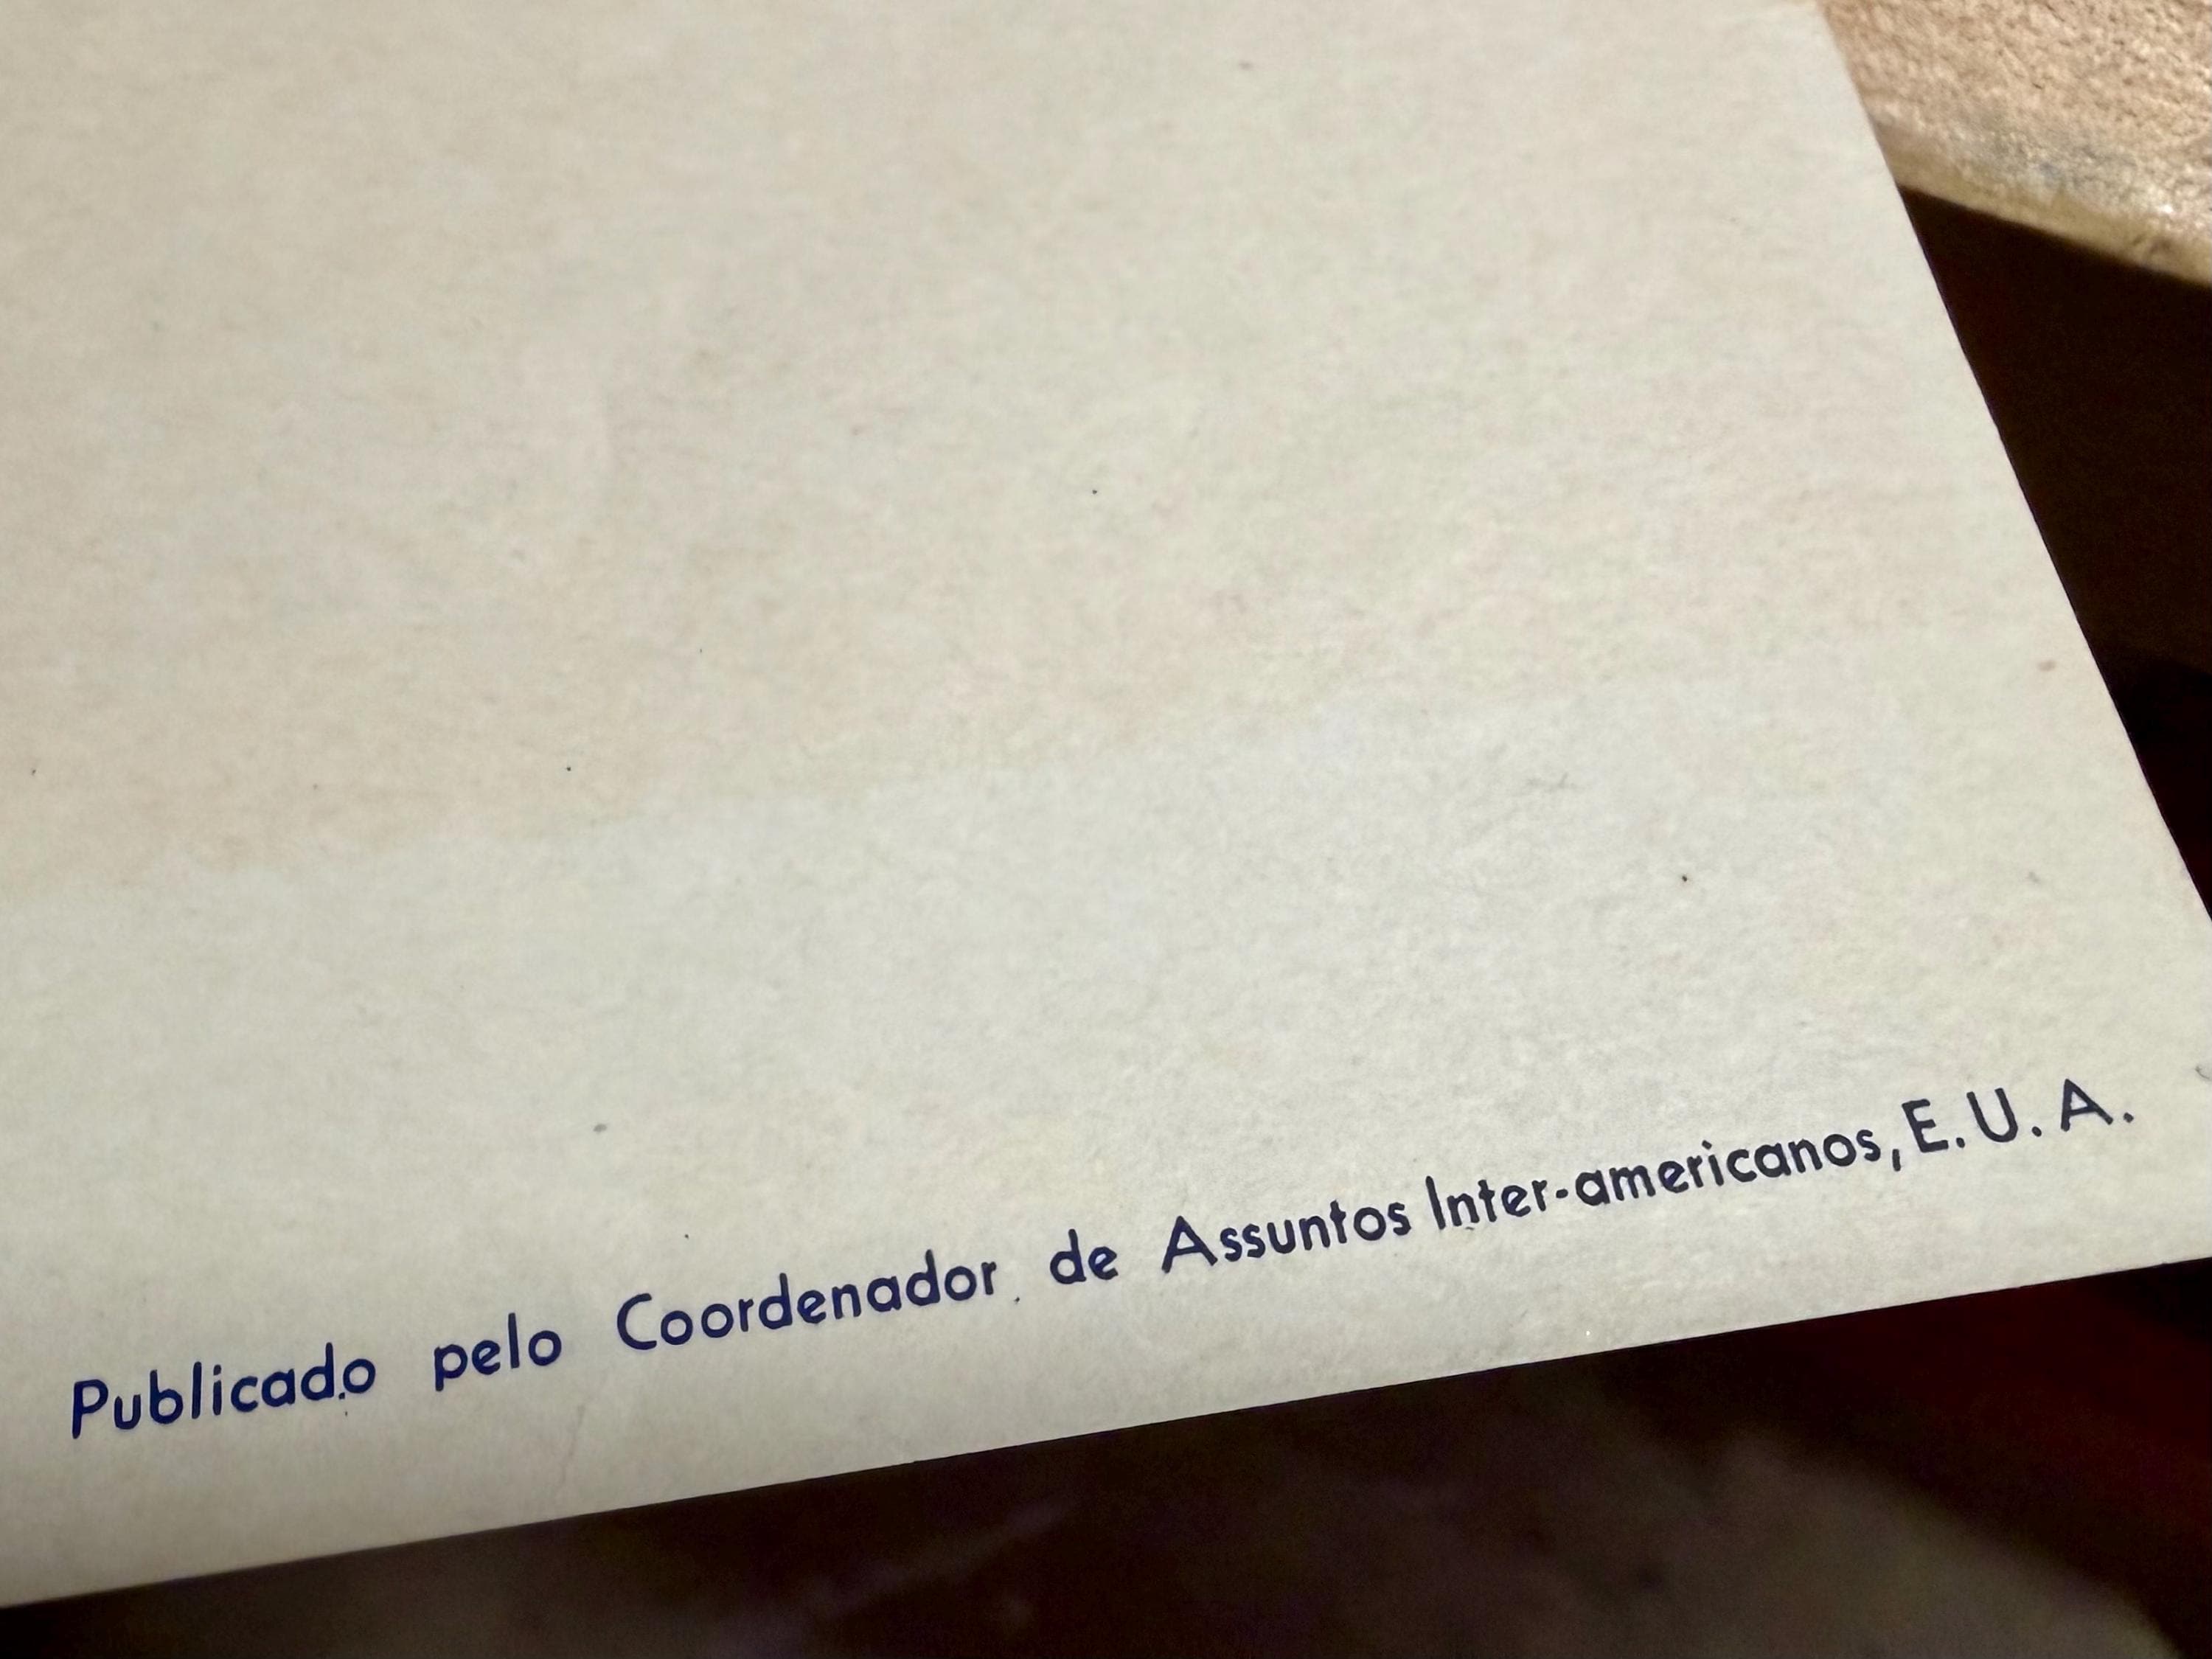 Publicado pelo Coordenador de Assuntos Inter-americanos, E. U. A.